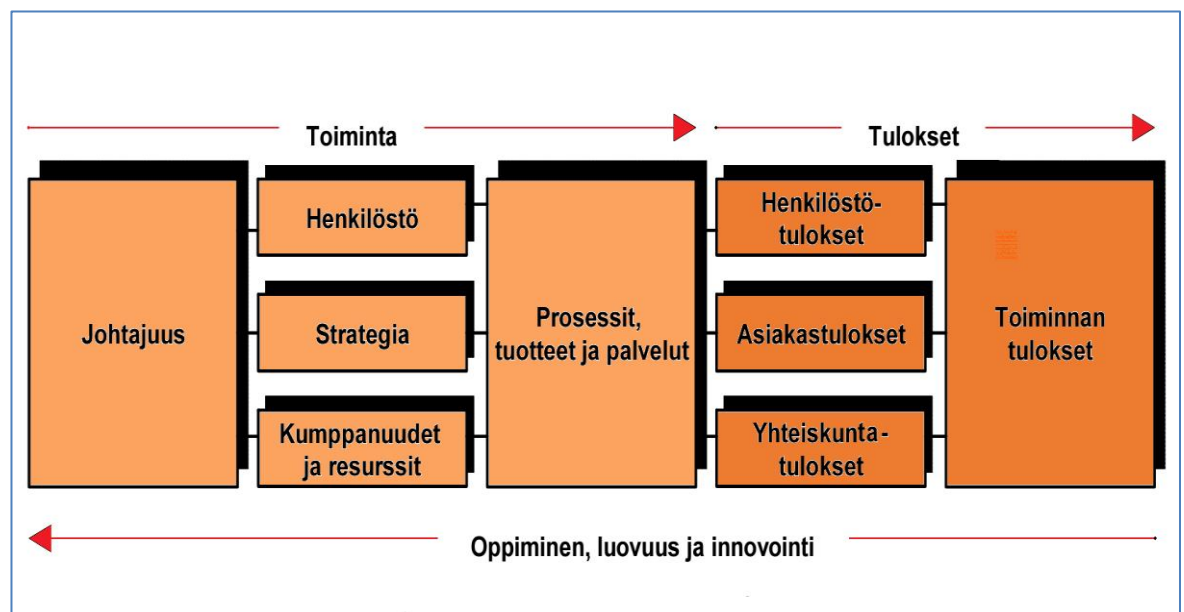 Toiminta
Tulokset
Johtajuus
Henkilöstö
Strategia
Kumppanuudet
ja resurssit
Prosessit,
tuotteet ja palvelut
Henkilöstö-
tulokset
Asiakastulokset
Yhteiskunta-
tulokset
Toiminnan
tulokset
Oppiminen, luovuus ja innovointi